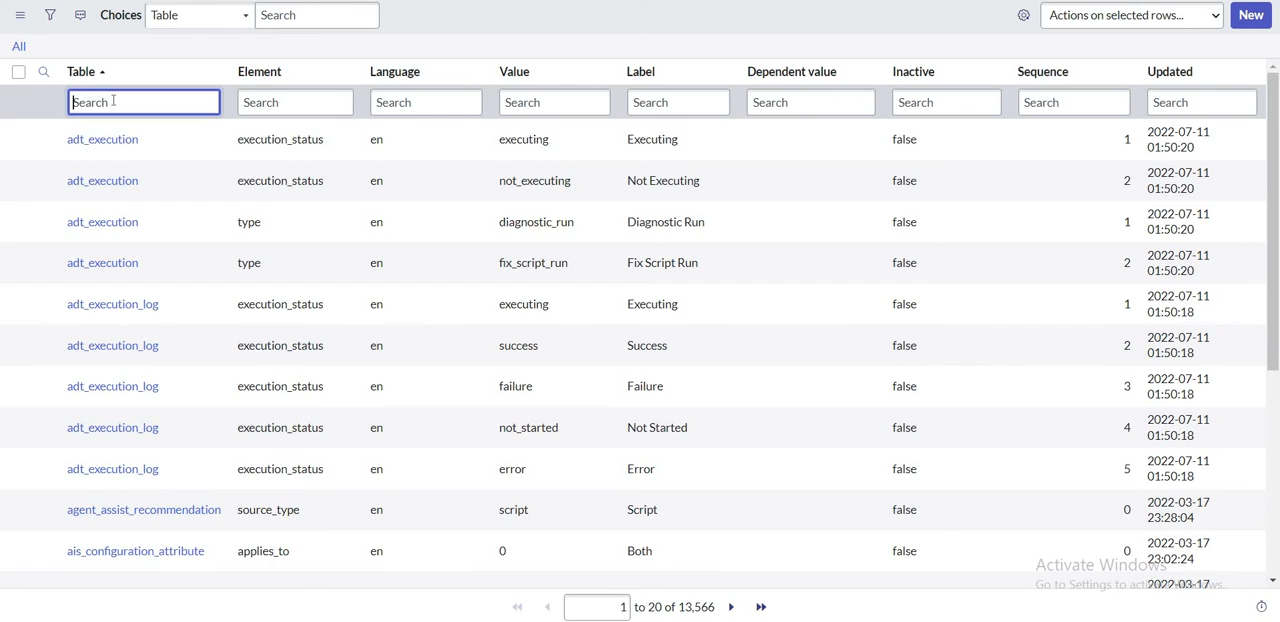 Choices Table Search Actions on selected rows... New
All
Table Element Language Value Label Dependent value Inactive Sequence Updated
Search Search Search Search Search Search Search Search Search
adt_execution execution_status en executing Executing false 1 2022-07-11 01:50:20
adt_execution execution_status en not_executing Not Executing false 2 2022-07-11 01:50:20
adt_execution type en diagnostic_run Diagnostic Run false 1 2022-07-11 01:50:20
adt_execution type en fix_script_run Fix Script Run false 2 2022-07-11 01:50:20
adt_execution_log execution_status en executing Executing false 1 2022-07-11 01:50:18
adt_execution_log execution_status en success Success false 2 2022-07-11 01:50:18
adt_execution_log execution_status en failure Failure false 3 2022-07-11 01:50:18
adt_execution_log execution_status en not_started Not Started false 4 2022-07-11 01:50:18
adt_execution_log execution_status en error Error false 5 2022-07-11 01:50:18
agent_assist_recommendation source_type en script Script false 0 2022-03-17 23:28:04
ais_configuration_attribute applies_to en 0 Both false 0 2022-03-17 23:02:24
Activate Windows
Go to Settings to 2022-03-17
1 to 20 of 13,566